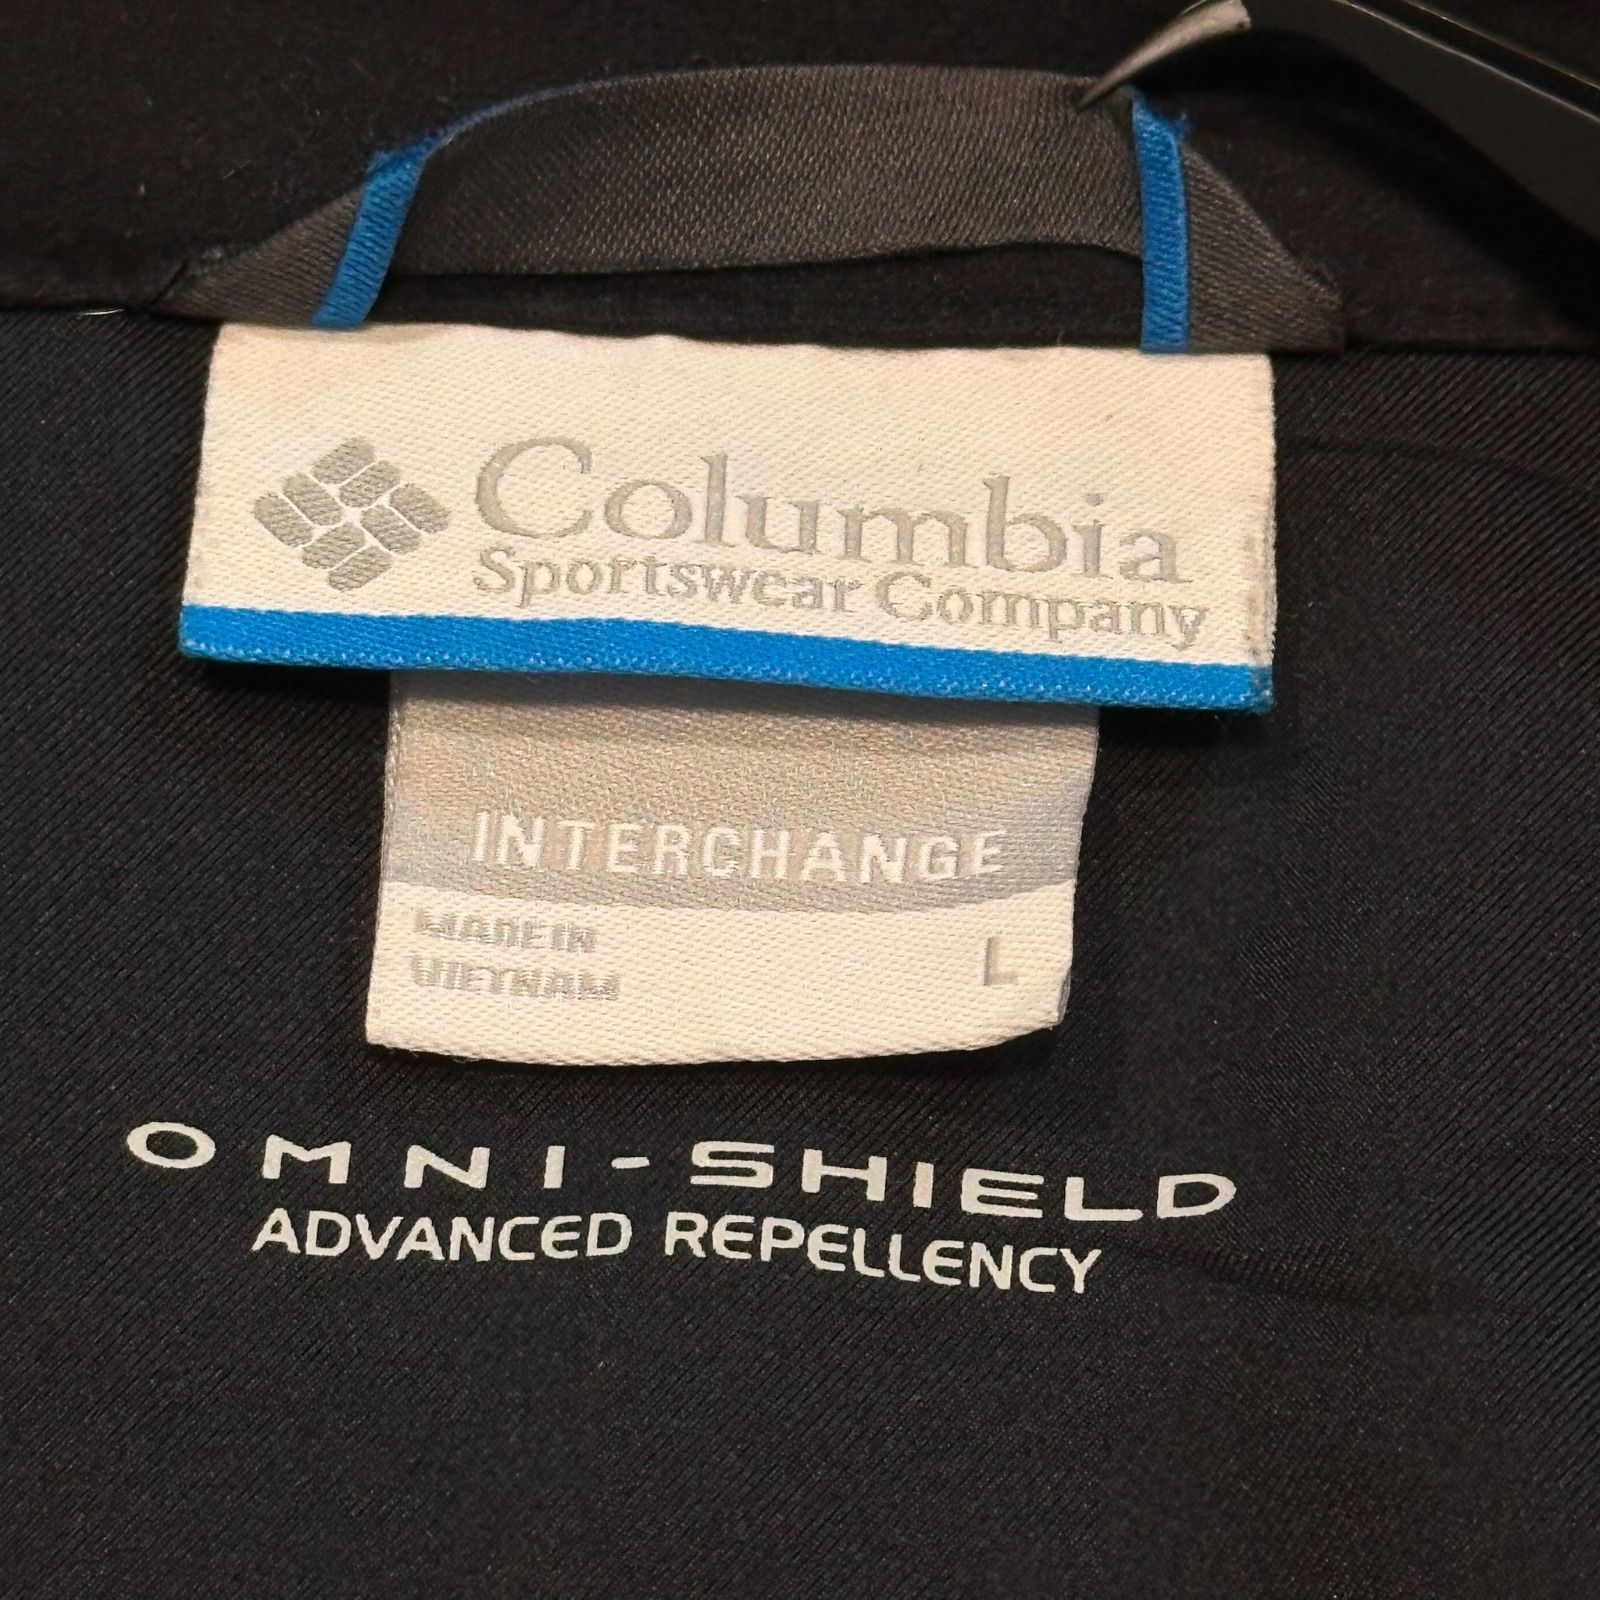 Columbia
Sportswear Company
INTERCHANGE
MADE IN
VIETNAM
L
OMNI-SHIELD
ADVANCED REPELLENCY